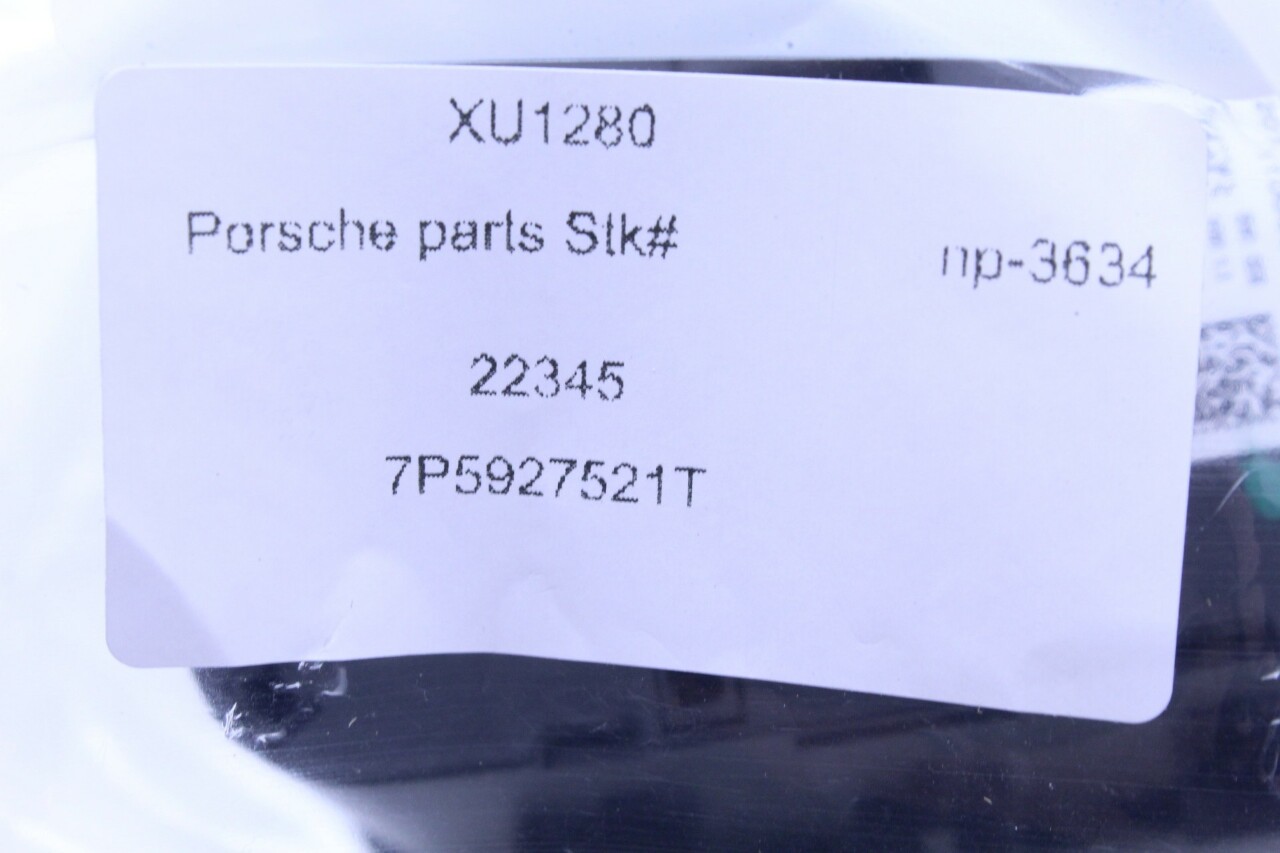 XU1280
Porsche parts Stk# np-3634
22345
7P5927521T